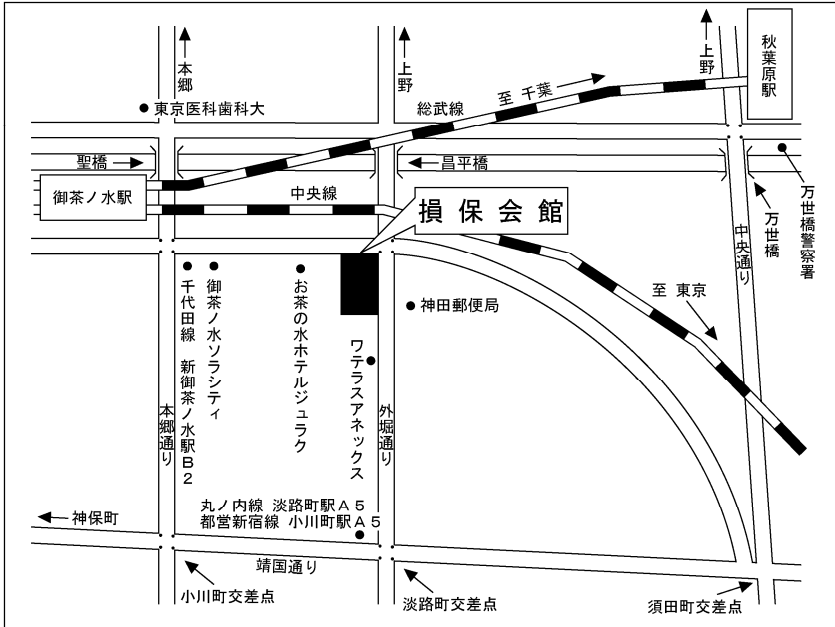 本郷
上野
上野
秋葉原駅
東京医科歯科大
総武線
至 千葉
聖橋
昌平橋
御茶ノ水駅
中央線
損保会館
万世橋
万世橋警察署
中央通り
千代田線 新御茶ノ水駅B2
御茶ノ水ソラシティ
お茶の水ホテルジュラク
ワテラスアネックス
神田郵便局
至 東京
本郷通り
外堀通り
丸ノ内線 淡路町駅A5
都営新宿線 小川町駅A5
神保町
靖国通り
小川町交差点
淡路町交差点
須田町交差点